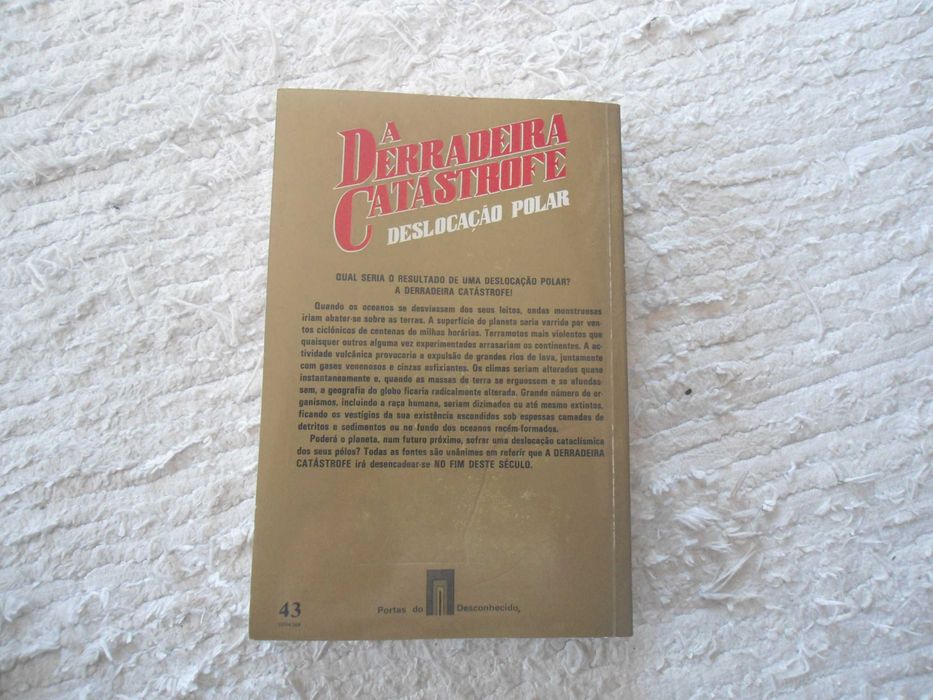 A
DERRADEIRA
CATÁSTROFE
DESLOCAÇÃO POLAR
QUAL SERIA O RESULTADO DE UMA DESLOCAÇÃO POLAR?
A DERRADEIRA CATÁSTROFE!
Quando os oceanos se desviassem dos seus leitos, ondas monstruosas
iriam abater-se sobre as terras. A superfície do planeta seria varrida por ven-
tos ciclónicos de centenas de milhas horárias. Terramotos mais violentos que
quaisquer outros alguma vez experimentados arrasariam os continentes. A ac-
tividade vulcânica provocaria a expulsão de grandes rios de lava, juntamente
com gases venenosos e cinzas asfixiantes. Os climas seriam alterados quase
instantaneamente e, quando as massas de terra se erguessem e se afundas-
sem, a geografia do globo ficaria radicalmente alterada. Grande número de or-
ganismos, incluindo a raça humana, seriam dizimados ou até mesmo extintos,
ficando os vestígios da sua existência escondidos sob espessas camadas de
detritos e sedimentos ou no fundo dos oceanos recém-formados.
Poderá o planeta, num futuro próximo, sofrer uma deslocação cataclísmica
dos seus pólos? Todas as fontes são unânimes em referir que A DERRADEIRA
CATÁSTROFE irá desencadear-se NO FIM DESTE SÉCULO.
43
Portas do Desconhecido